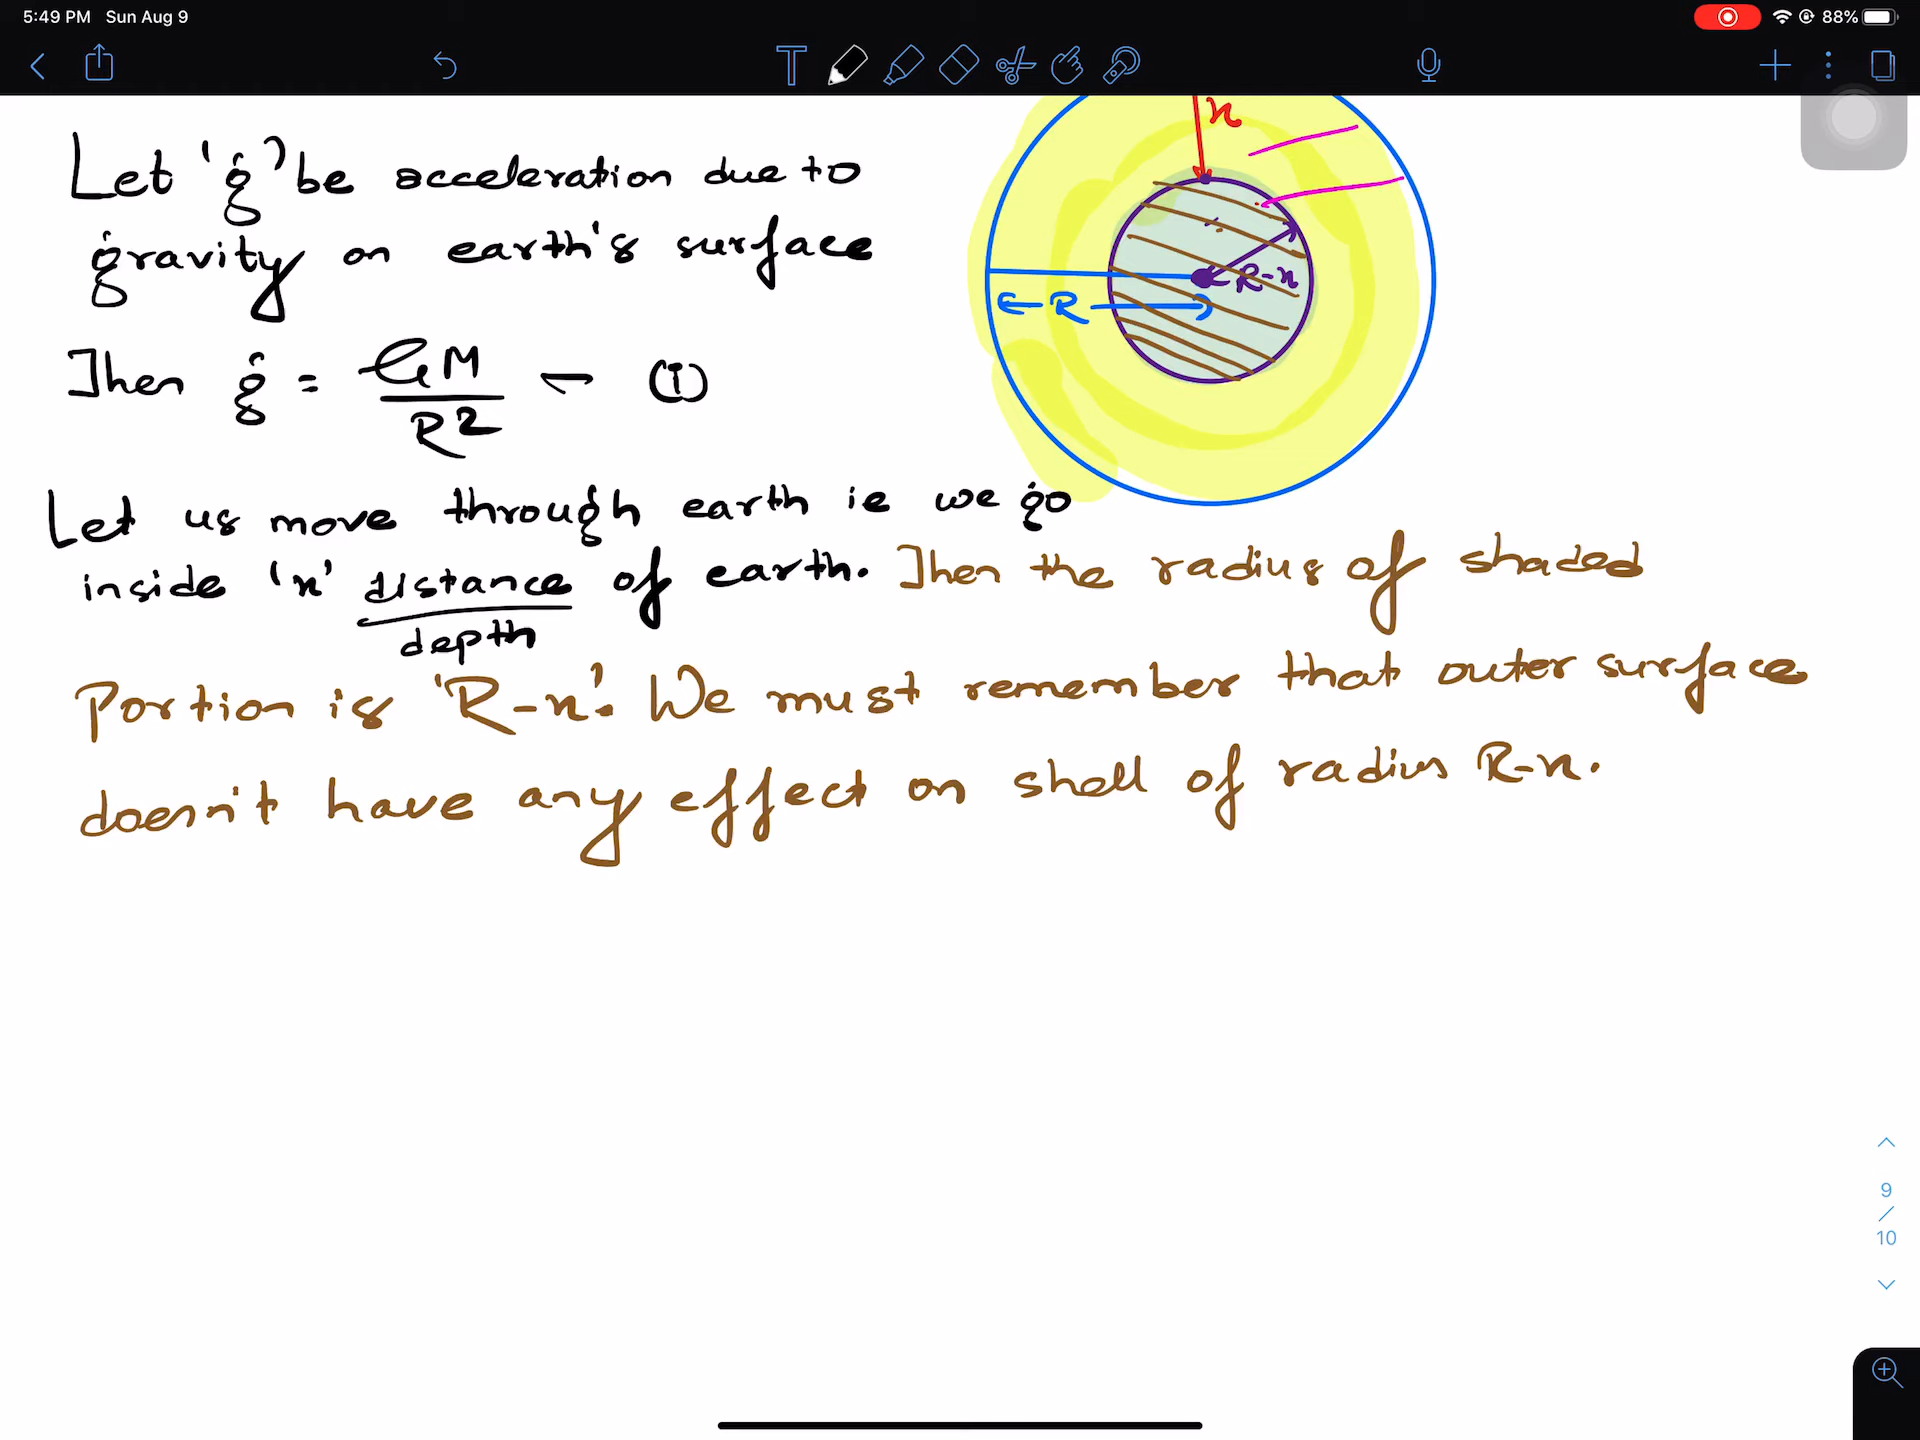 5:49 PM Sun Aug 9
88%
x
Let 'g' be acceleration due to
gravity on earth's surface
R-x
R
Then g = GM/R² — (1)
Let us move through earth ie we go
inside 'x' distance of earth. Then the radius of shaded
depth
Portion is 'R-x'. We must remember that outer surface
doesn't have any effect on shell of radius R-x.
9
/
10